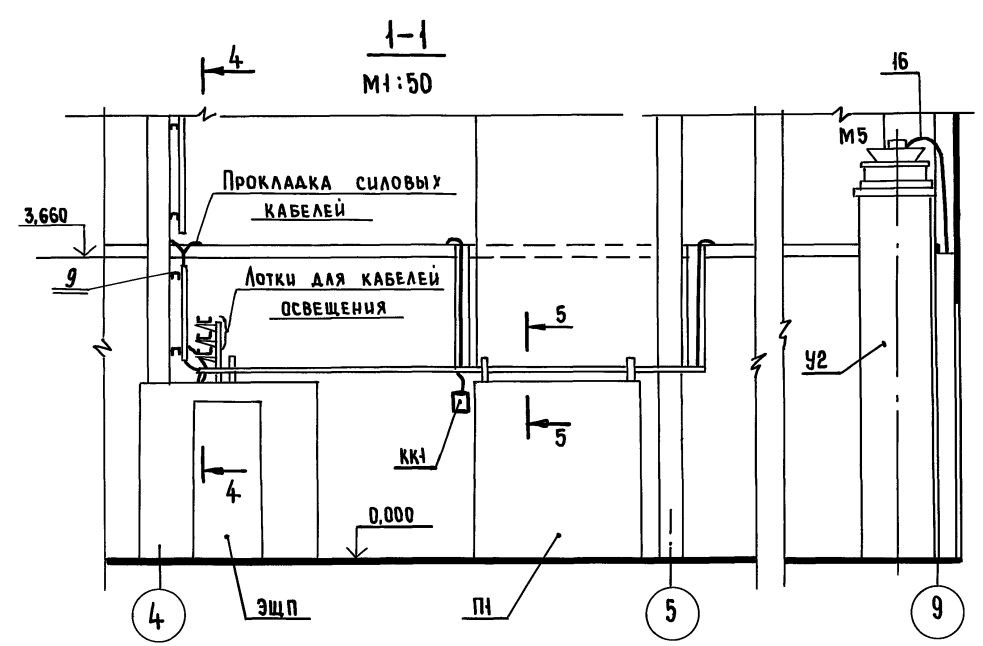 1-1
М1:50
4
16
М5
Прокладка силовых
кабелей
3,660
9
Лотки для кабелей
освещения
5
У2
5
КК1
4
0,000
4
ЭЩП
П1
5
9